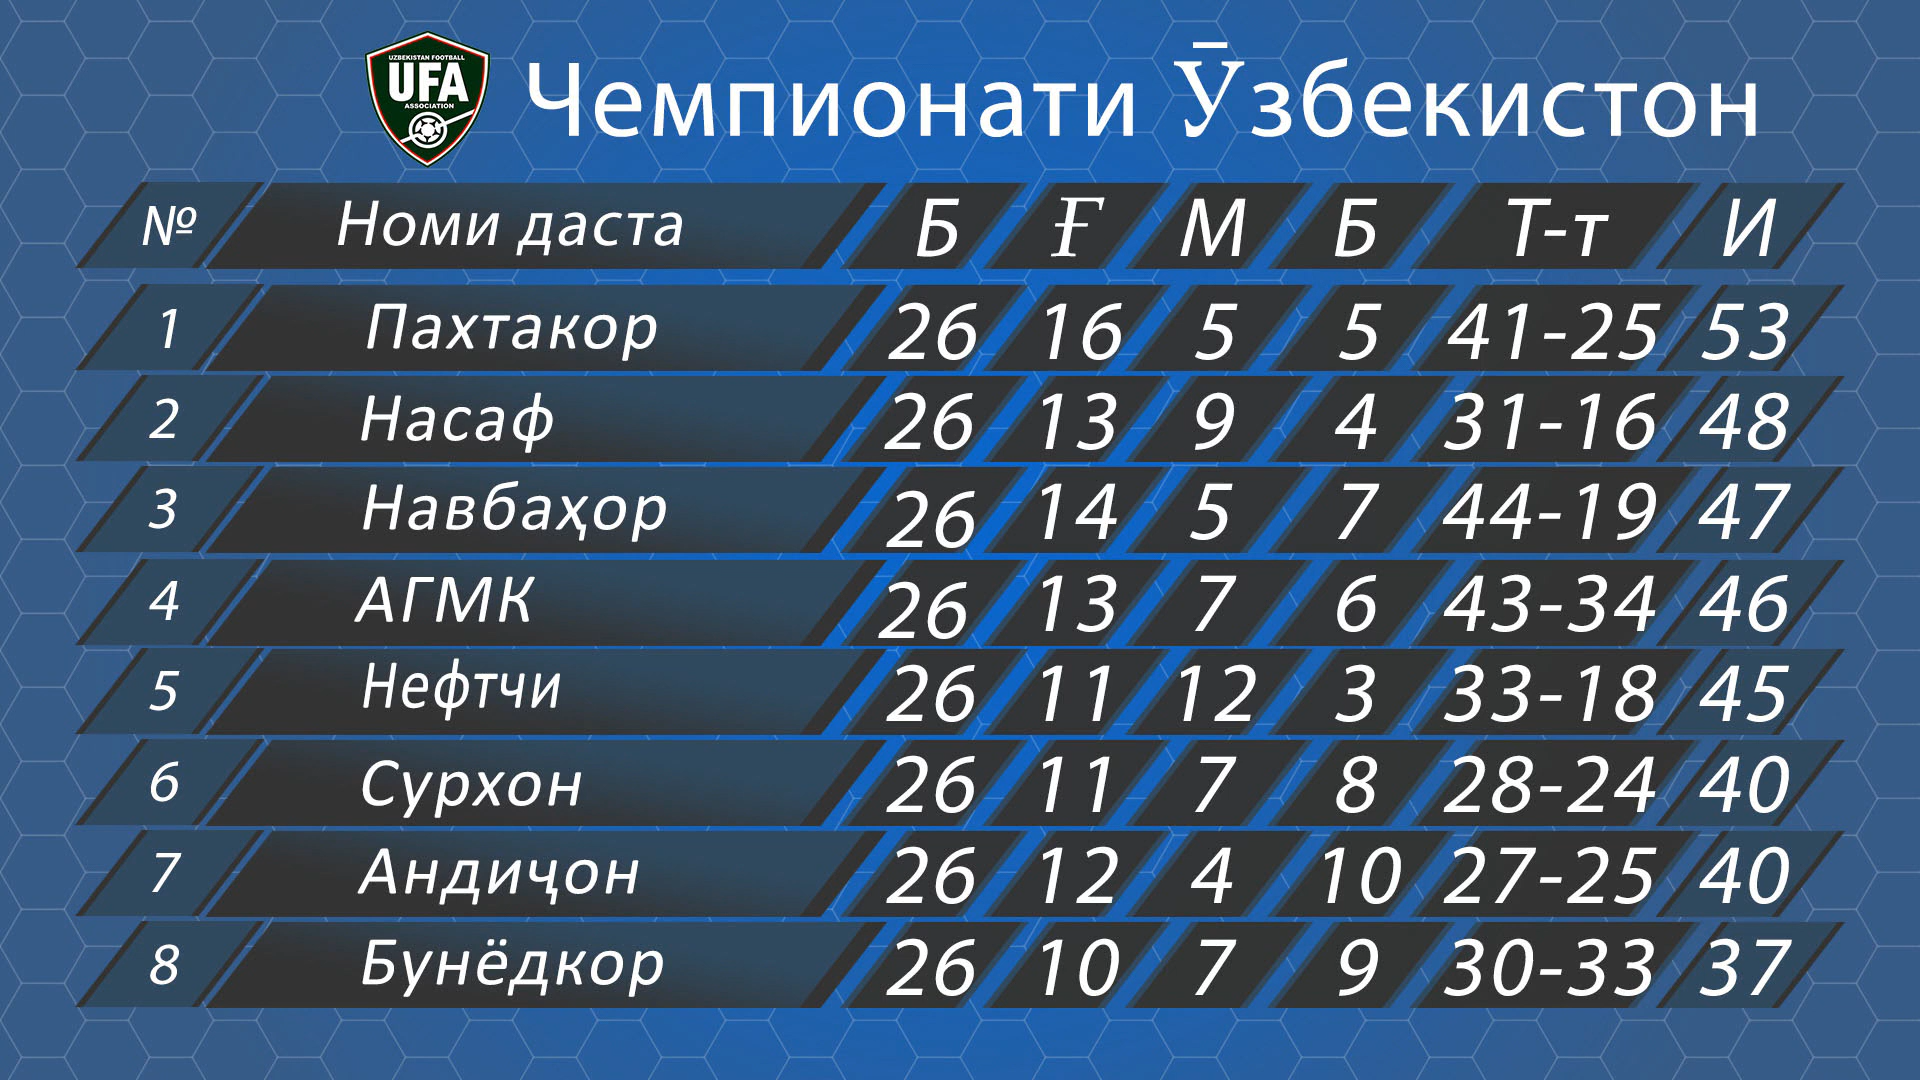 UZBEKISTAN FOOTBALL
UFA
ASSOCIATION
Чемпионати Ӯзбекистон
№ Номи даста Б Ғ М Б Т-т И
1 Пахтакор 26 16 5 5 41-25 53
2 Насаф 26 13 9 4 31-16 48
3 Навбаҳор 26 14 5 7 44-19 47
4 АГМК 26 13 7 6 43-34 46
5 Нефтчи 26 11 12 3 33-18 45
6 Сурхон 26 11 7 8 28-24 40
7 Андиҷон 26 12 4 10 27-25 40
8 Бунёдкор 26 10 7 9 30-33 37